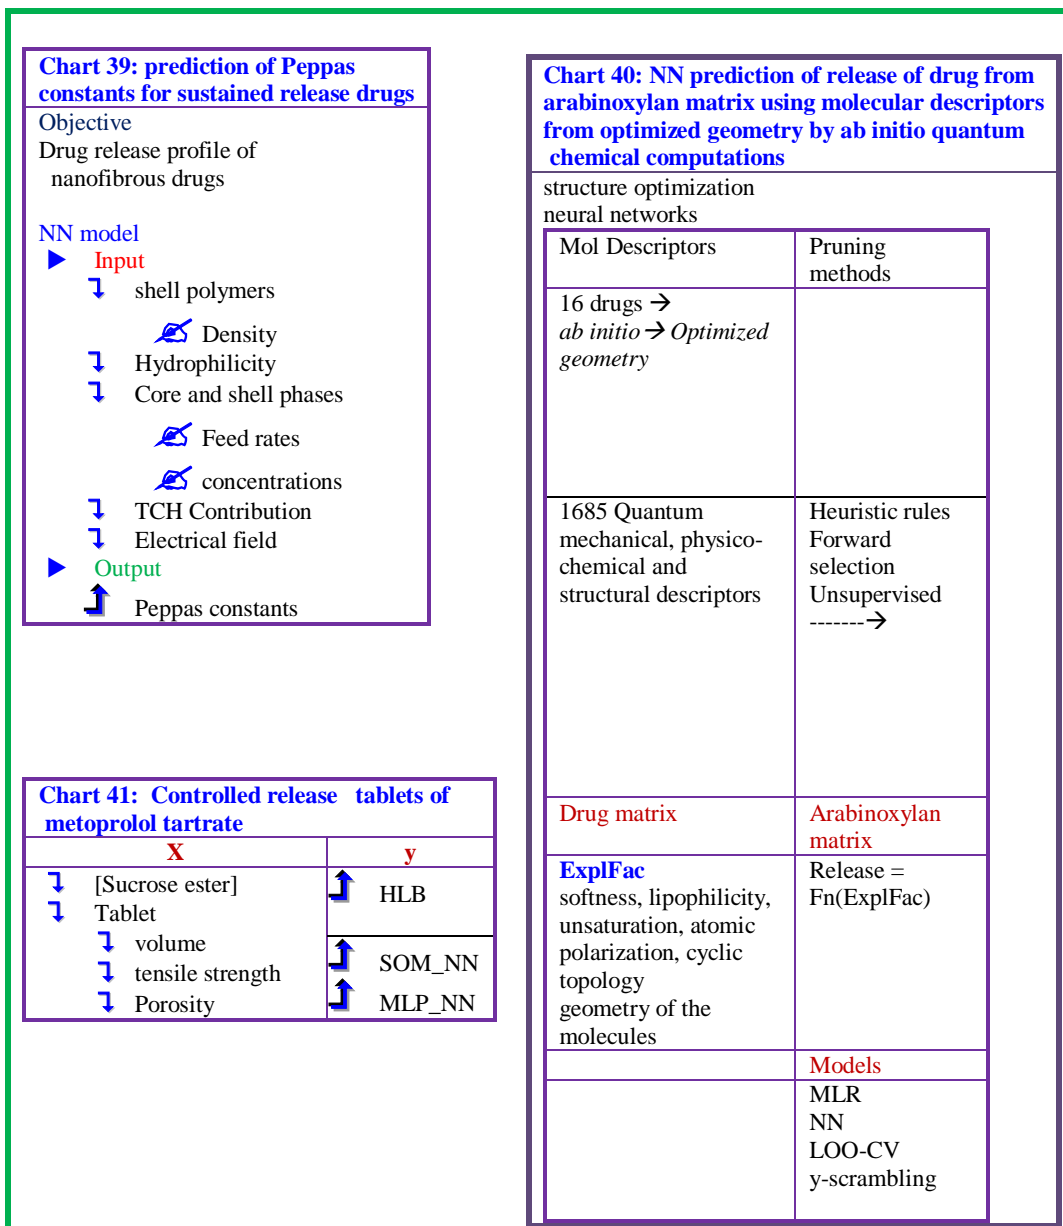 Chart 39: prediction of Peppas
constants for sustained release drugs
Objective
Drug release profile of
nanofibrous drugs
NN model
Input
shell polymers
Density
Hydrophilicity
Core and shell phases
Feed rates
concentrations
TCH Contribution
Electrical field
Output
Peppas constants
Chart 41: Controlled release tablets of
metoprolol tartrate
X
y
[Sucrose ester]
HLB
Tablet
volume
tensile strength
SOM_NN
Porosity
MLP_NN
Chart 40: NN prediction of release of drug from
arabinoxylan matrix using molecular descriptors
from optimized geometry by ab initio quantum
chemical computations
structure optimization
neural networks
Mol Descriptors
Pruning
methods
16 drugs →
ab initio → Optimized
geometry
1685 Quantum
mechanical, physico-
chemical and
structural descriptors
Heuristic rules
Forward
selection
Unsupervised
-------→
Drug matrix
Arabinoxylan
matrix
ExplFac
softness, lipophilicity,
unsaturation, atomic
polarization, cyclic
topology
geometry of the
molecules
Release =
Fn(ExplFac)
Models
MLR
NN
LOO-CV
y-scrambling